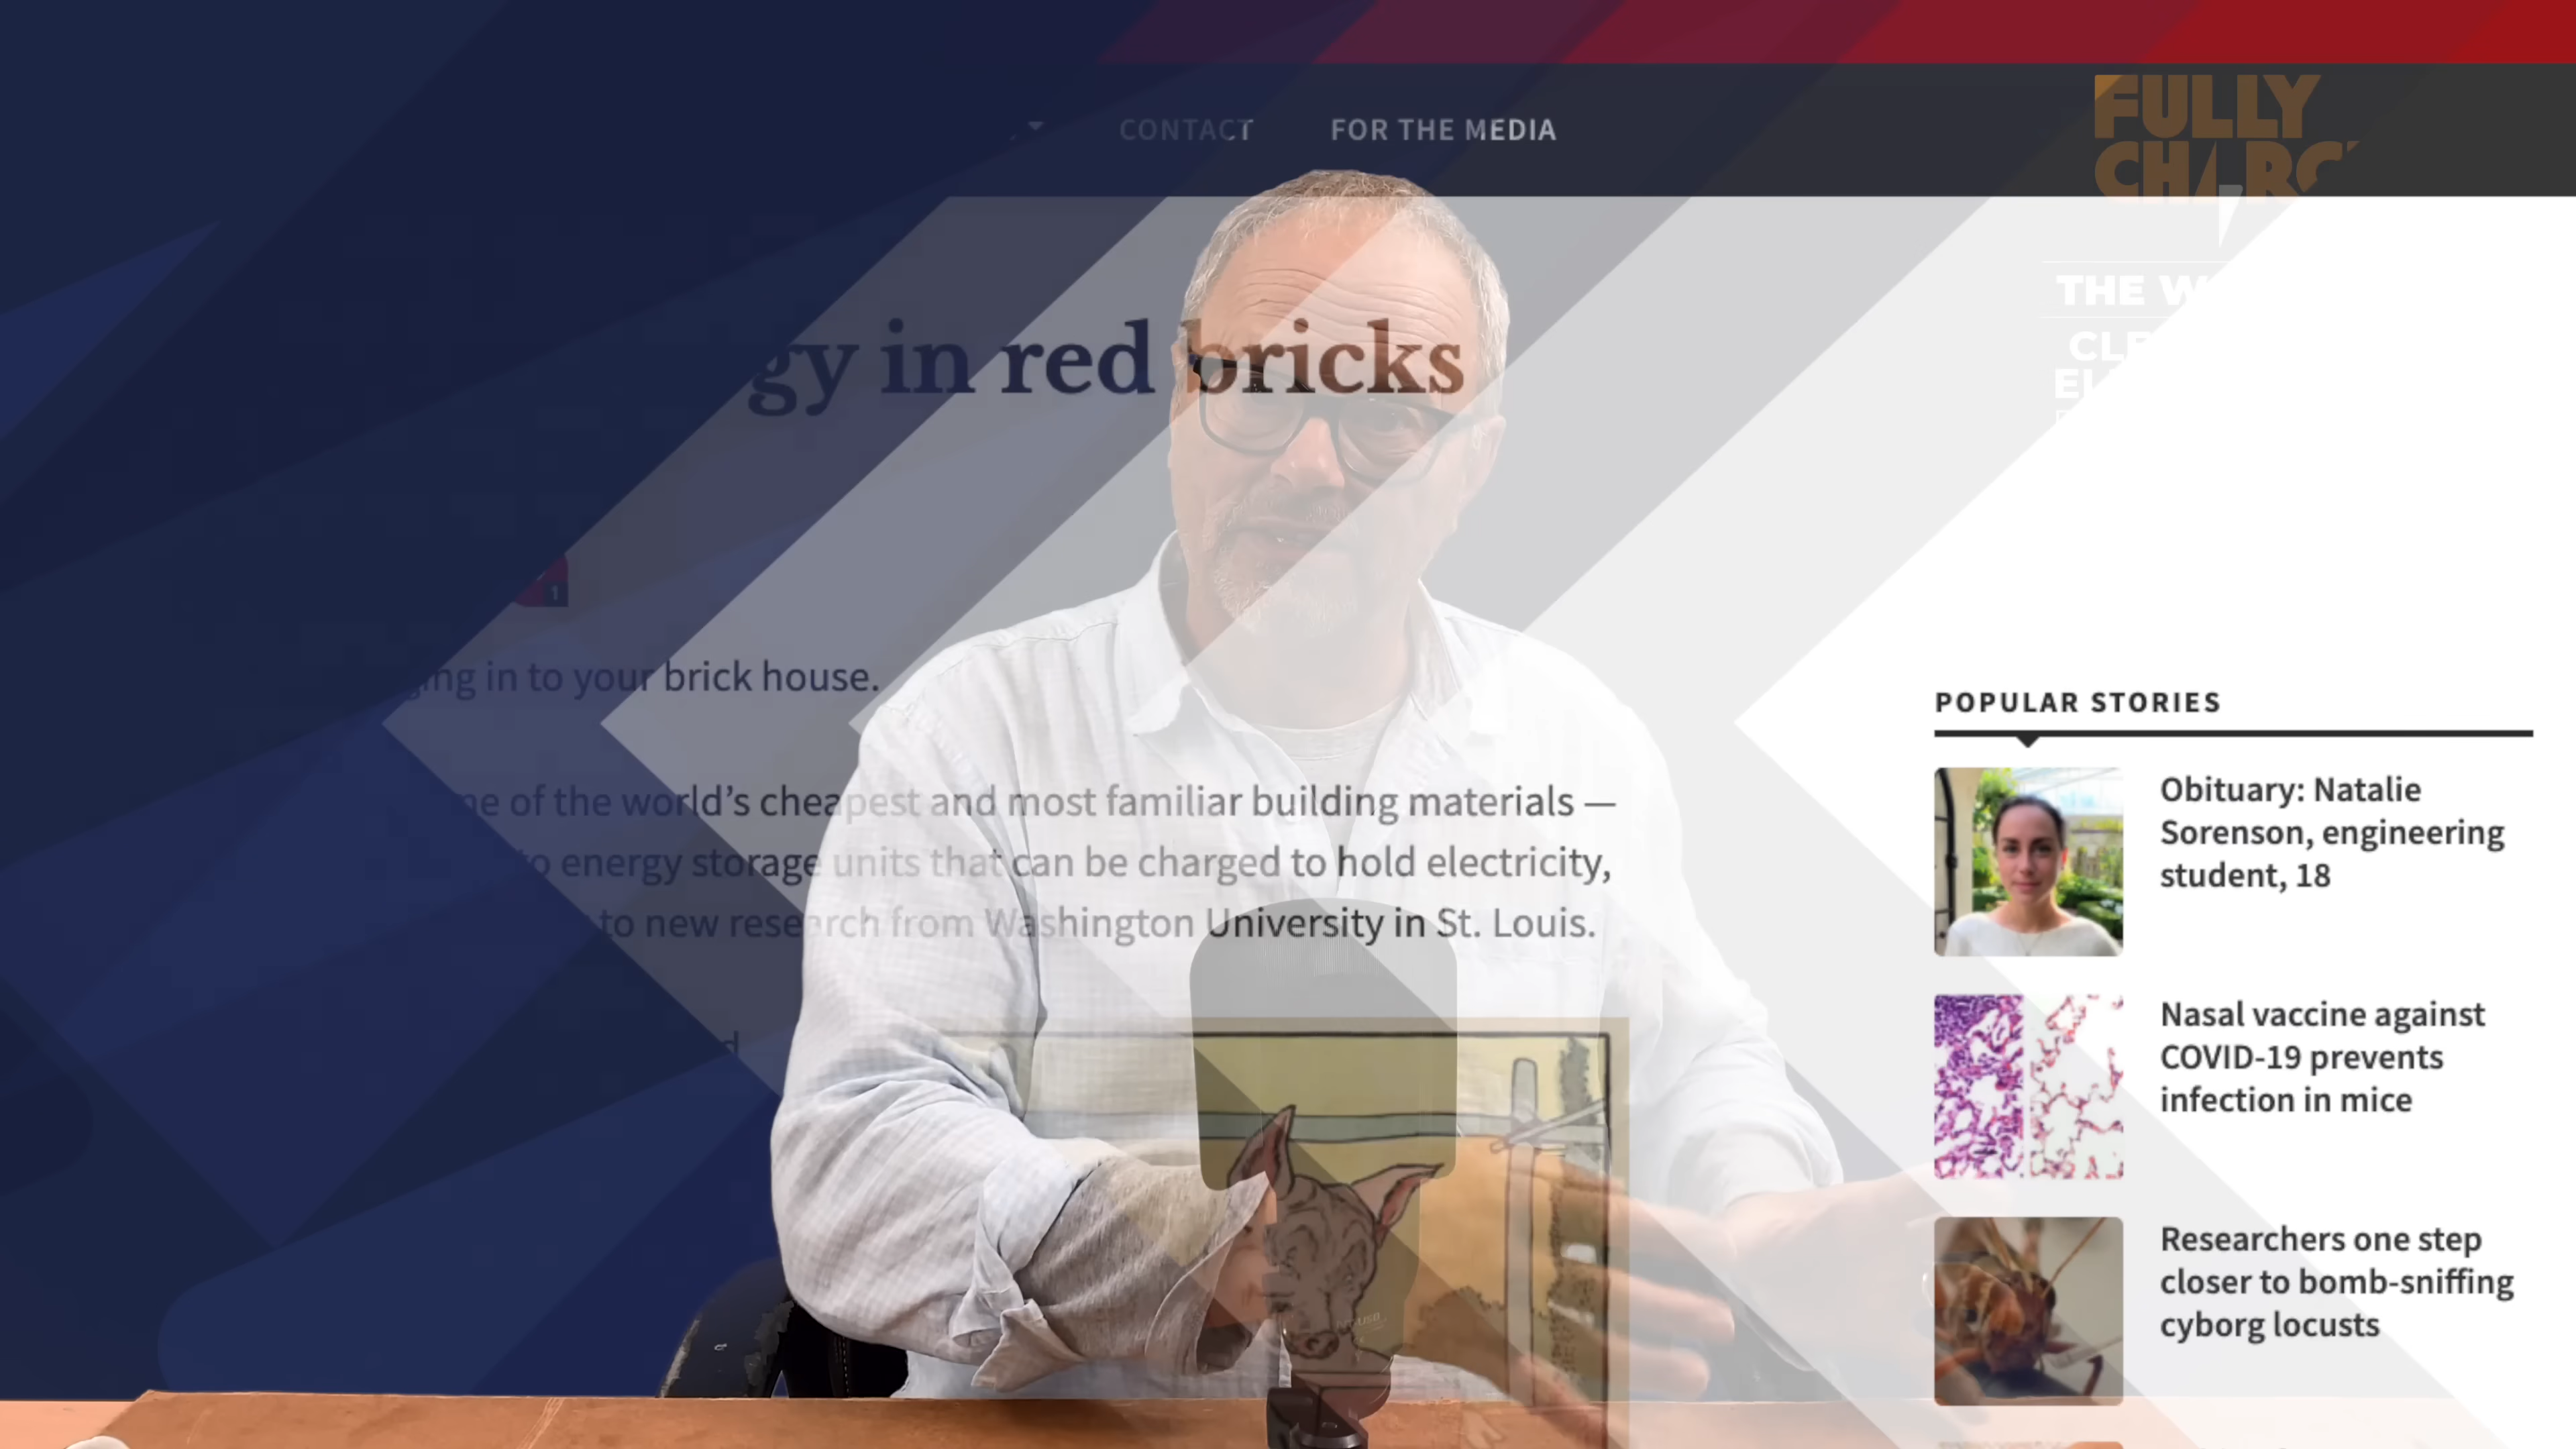 CONTACT FOR THE MEDIA
FULLY
THE
in red bricks
1
in to your brick house.
of the world's cheapest and most familiar building materials —
energy storage units that can be charged to hold electricity,
to new research from Washington University in St. Louis.
POPULAR STORIES
Obituary: Natalie
Sorenson, engineering
student, 18
Nasal vaccine against
COVID-19 prevents
infection in mice
Researchers one step
closer to bomb-sniffing
cyborg locusts